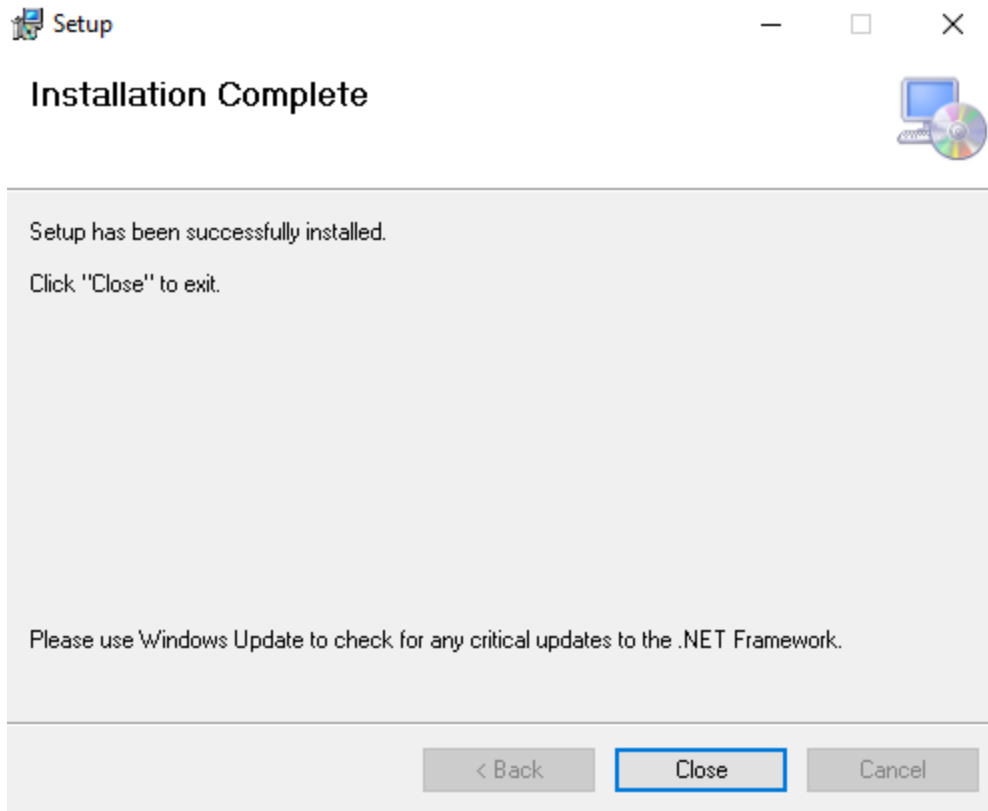 Setup
Installation Complete
Setup has been successfully installed.
Click "Close" to exit.
Please use Windows Update to check for any critical updates to the .NET Framework.
< Back
Close
Cancel